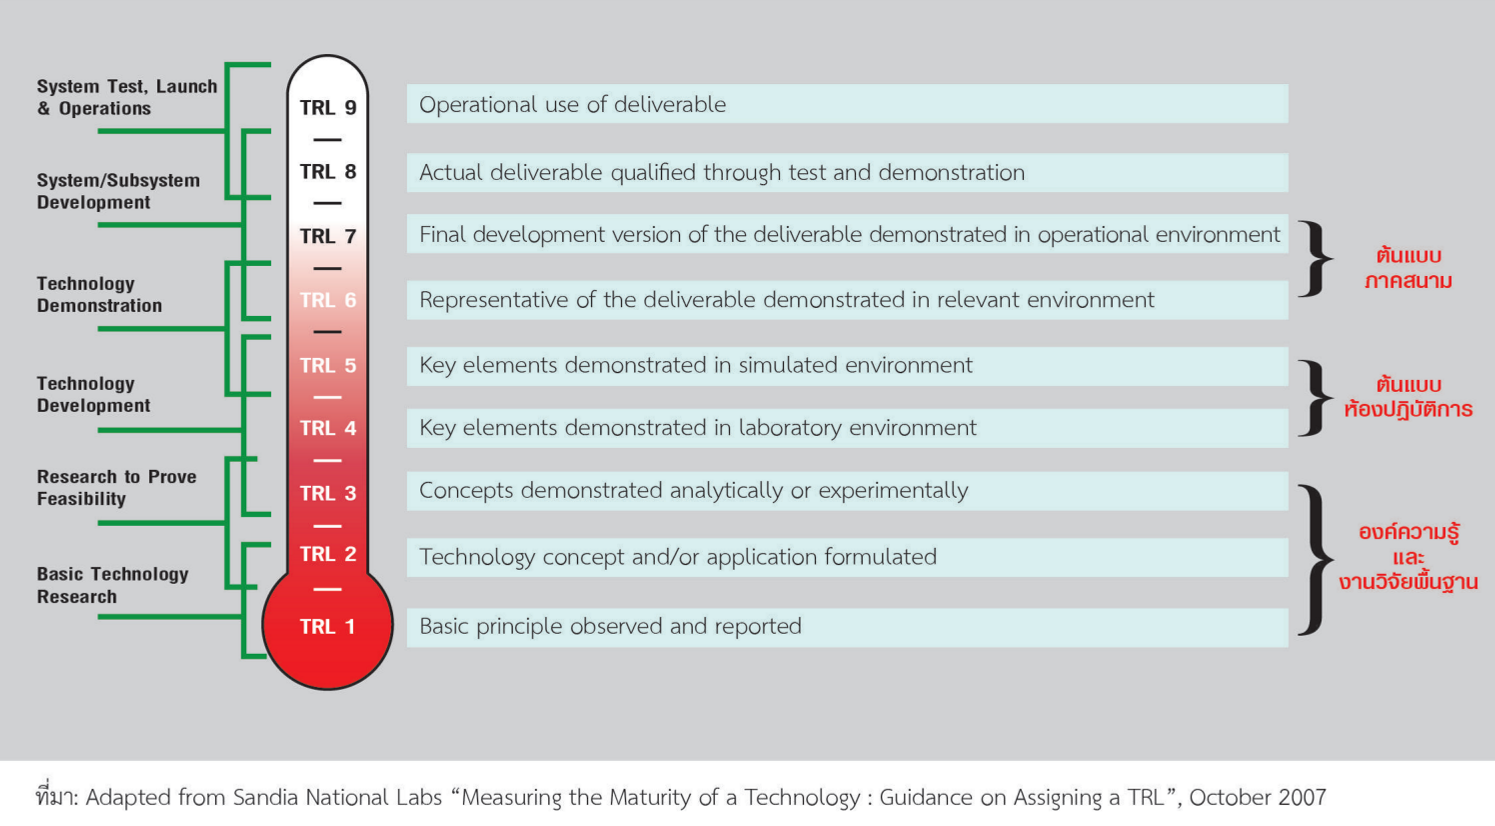 System Test, Launch
& Operations
System/Subsystem
Development
Technology
Demonstration
Technology
Development
Research to Prove
Feasibility
Basic Technology
Research
TRL 9
TRL 8
TRL 7
TRL 6
TRL 5
TRL 4
TRL 3
TRL 2
TRL 1
Operational use of deliverable
Actual deliverable qualified through test and demonstration
Final development version of the deliverable demonstrated in operational environment
Representative of the deliverable demonstrated in relevant environment
Key elements demonstrated in simulated environment
Key elements demonstrated in laboratory environment
Concepts demonstrated analytically or experimentally
Technology concept and/or application formulated
Basic principle observed and reported
ต้นแบบ
ภาคสนาม
ต้นแบบ
ห้องปฏิบัติการ
องค์ความรู้
และ
งานวิจัยพื้นฐาน
ที่มา: Adapted from Sandia National Labs “Measuring the Maturity of a Technology : Guidance on Assigning a TRL”, October 2007